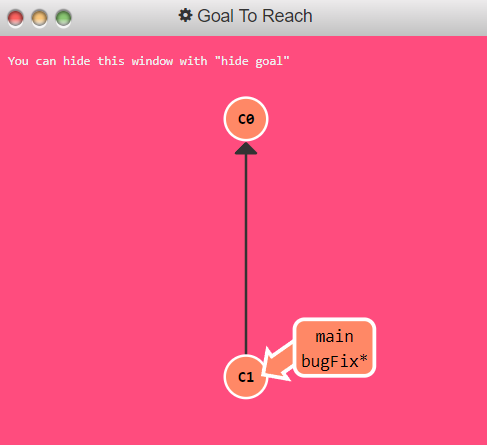 Goal To Reach
You can hide this window with "hide goal"
C0
main
bugFix*
C1